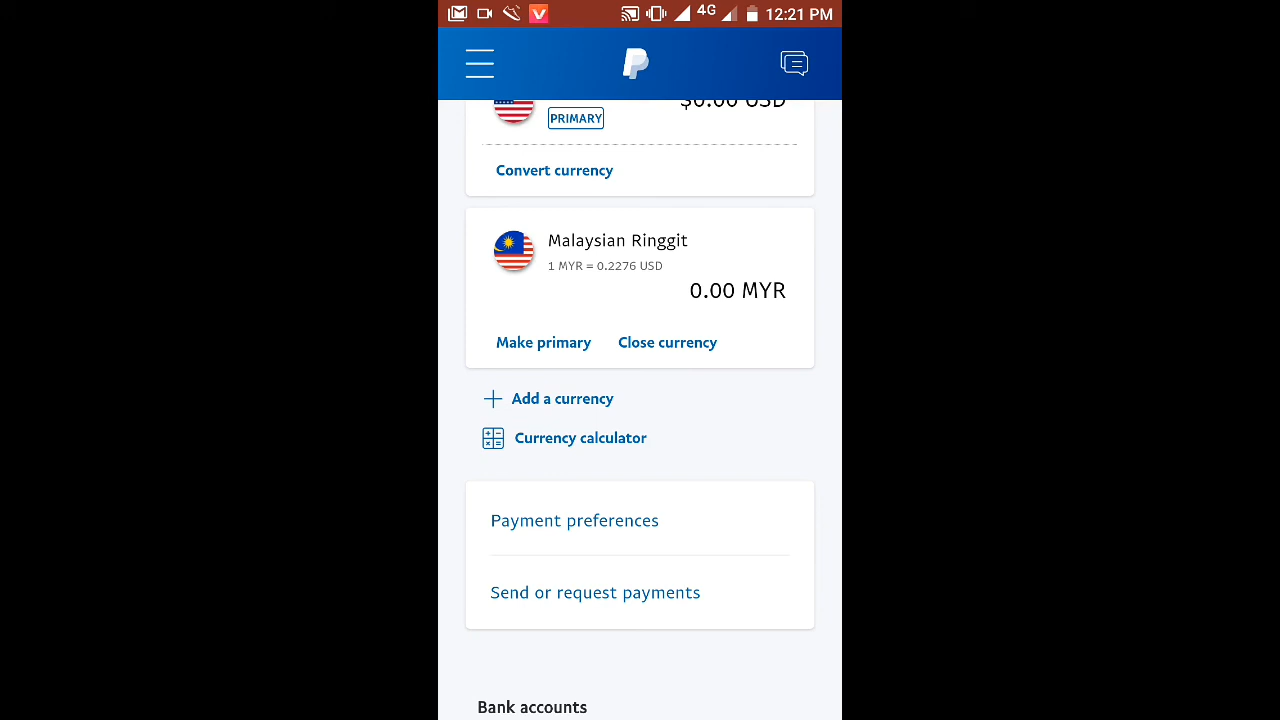 4G 12:21 PM
$0.00 USD
PRIMARY
Convert currency
Malaysian Ringgit
1 MYR = 0.2276 USD
0.00 MYR
Make primary Close currency
Add a currency
Currency calculator
Payment preferences
Send or request payments
Bank accounts